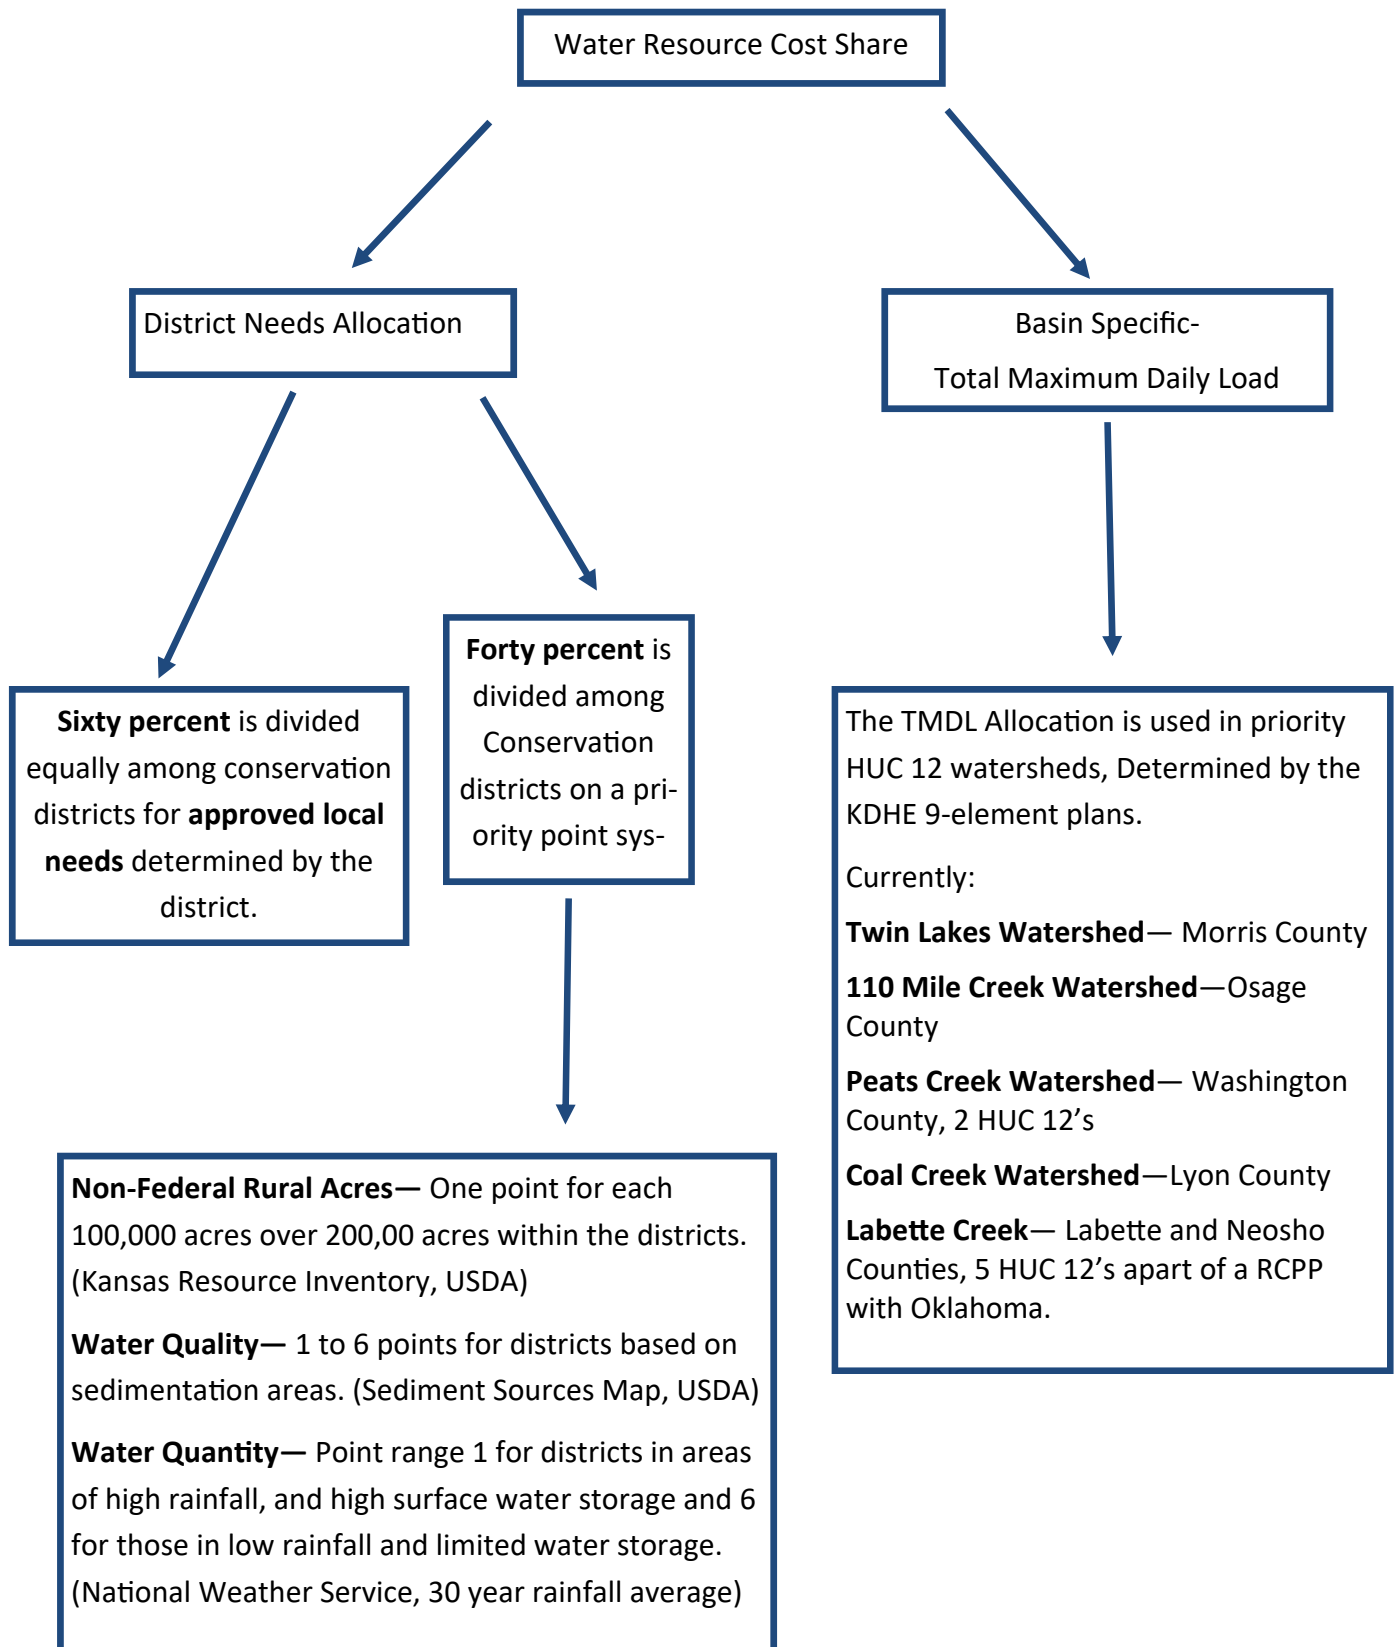 Water Resource Cost Share
District Needs Allocation
Basin Specific-
Total Maximum Daily Load
Sixty percent is divided
equally among conservation
districts for approved local
needs determined by the
district.
Forty percent is
divided among
Conservation
districts on a pri-
ority point sys-
The TMDL Allocation is used in priority
HUC 12 watersheds, Determined by the
KDHE 9-element plans.
Currently:
Twin Lakes Watershed— Morris County
110 Mile Creek Watershed—Osage
County
Peats Creek Watershed— Washington
County, 2 HUC 12’s
Coal Creek Watershed—Lyon County
Labette Creek— Labette and Neosho
Counties, 5 HUC 12’s apart of a RCPP
with Oklahoma.
Non-Federal Rural Acres— One point for each
100,000 acres over 200,00 acres within the districts.
(Kansas Resource Inventory, USDA)
Water Quality— 1 to 6 points for districts based on
sedimentation areas. (Sediment Sources Map, USDA)
Water Quantity— Point range 1 for districts in areas
of high rainfall, and high surface water storage and 6
for those in low rainfall and limited water storage.
(National Weather Service, 30 year rainfall average)